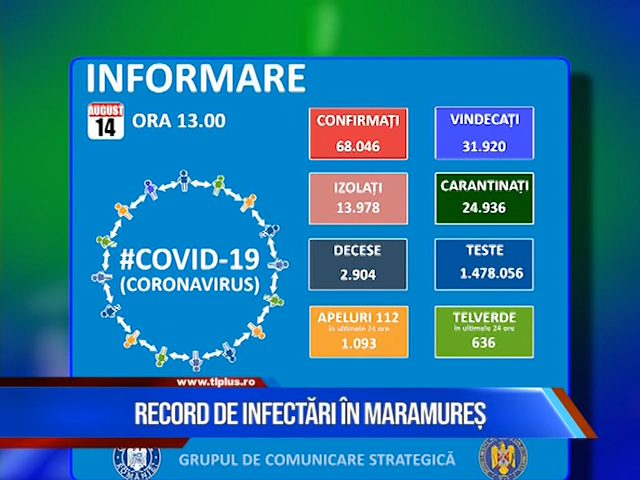 INFORMARE
AUGUST
14
ORA 13.00
CONFIRMAȚI
68.046
VINDECAȚI
31.920
IZOLAȚI
13.978
CARANTINAȚI
24.936
#COVID-19
(CORONAVIRUS)
DECESE
2.904
TESTE
1.478.056
APELURI 112
în ultimele 24 ore
1.093
TELVERDE
în ultimele 24 ore
636
www.tlplus.ro
RECORD DE INFECTĂRI ÎN MARAMUREȘ
GRUPUL DE COMUNICARE STRATEGICĂ